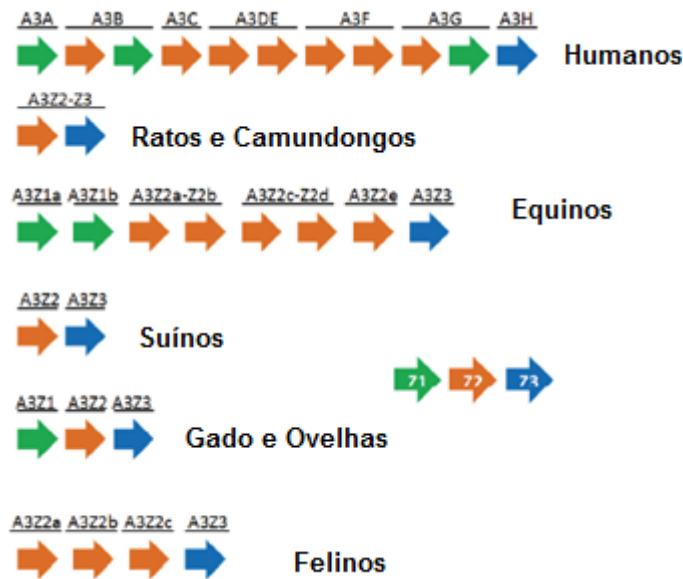 A3A A3B A3C A3DE A3F A3G A3H
Humanos
A3Z2-Z3
Ratos e Camundongos
A3Z1a A3Z1b A3Z2a-Z2b A3Z2c-Z2d A3Z2e A3Z3
Equinos
A3Z2 A3Z3
Suínos
Z1 Z2 Z3
A3Z1 A3Z2 A3Z3
Gado e Ovelhas
A3Z2a A3Z2b A3Z2c A3Z3
Felinos